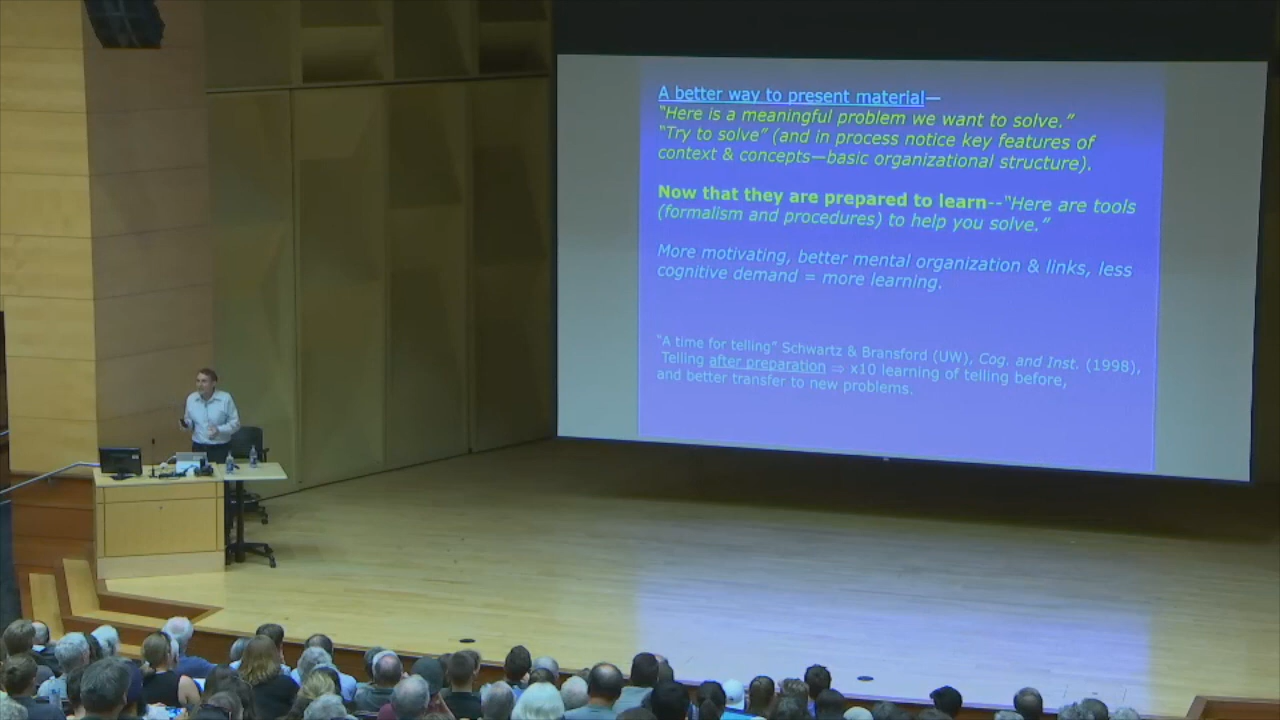 A better way to present material—
“Here is a meaningful problem we want to solve.”
“Try to solve” (and in process notice key features of
context & concepts—basic organizational structure).
Now that they are prepared to learn--“Here are tools
(formalism and procedures) to help you solve.”
More motivating, better mental organization & links, less
cognitive demand = more learning.
“A time for telling” Schwartz & Bransford (UW), Cog. and Inst. (1998),
Telling after preparation ⇒ x10 learning of telling before,
and better transfer to new problems.